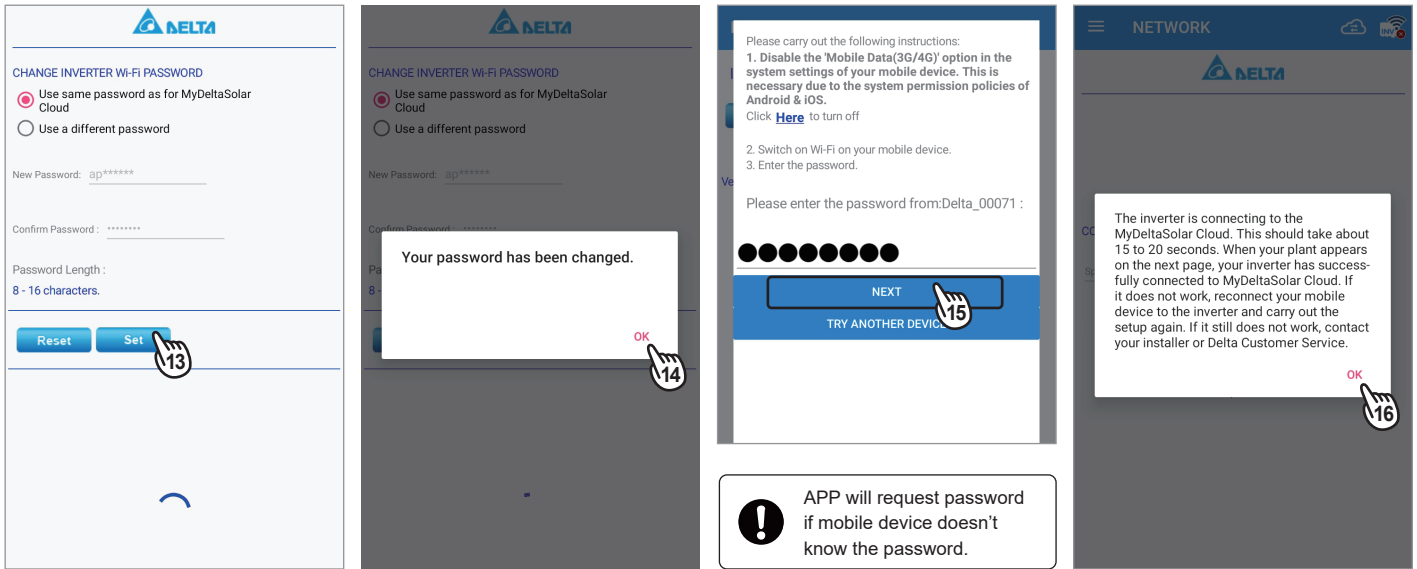 DELTA
CHANGE INVERTER Wi-Fi PASSWORD
Use same password as for MyDeltaSolar
Cloud
Use a different password
New Password: ap******
Confirm Password : ········
Password Length :
8 - 16 characters.
Reset Set
13
DELTA
CHANGE INVERTER Wi-Fi PASSWORD
Use same password as for MyDeltaSolar
Cloud
Use a different password
New Password: ap******
Confirm Password : ········
Your password has been changed.
Pa
8 -
OK
14
Please carry out the following instructions:
1. Disable the 'Mobile Data(3G/4G)' option in the
system settings of your mobile device. This is
necessary due to the system permission policies of
Android & iOS.
Click Here to turn off
2. Switch on Wi-Fi on your mobile device.
3. Enter the password.
Ve
Please enter the password from:Delta_00071 :
●●●●●●●●
NEXT
15
TRY ANOTHER DEVICE
APP will request password
if mobile device doesn't
know the password.
NETWORK
INV
DELTA
CO
Sp
The inverter is connecting to the
MyDeltaSolar Cloud. This should take about
15 to 20 seconds. When your plant appears
on the next page, your inverter has success-
fully connected to MyDeltaSolar Cloud. If
it does not work, reconnect your mobile
device to the inverter and carry out the
setup again. If it still does not work, contact
your installer or Delta Customer Service.
OK
16